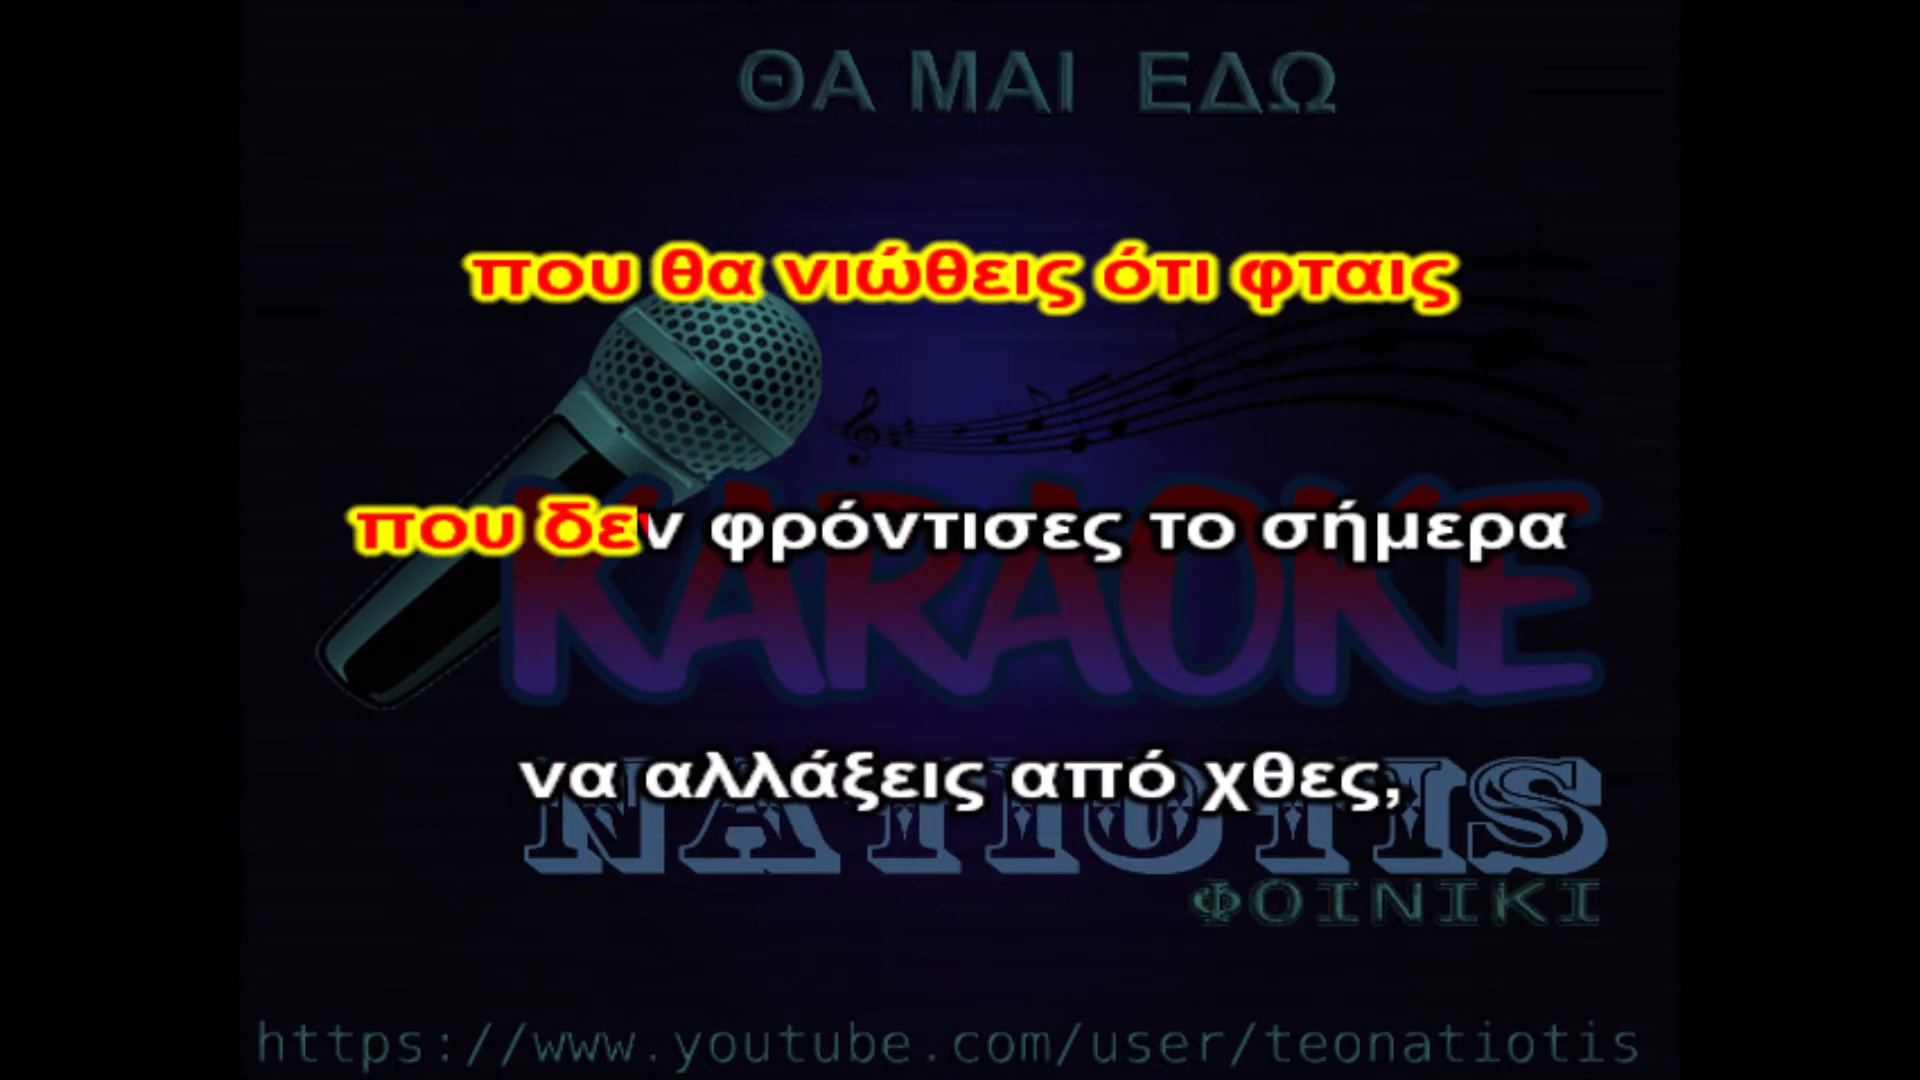 ΘΑ ΜΑΙ ΕΔΩ
που θα νιώθεις ότι φταις
που δεν φρόντισες το σήμερα
KARAOKE
να αλλάξεις από χθες,
NATIOTIS
ΦΟΙΝΙΚΙ
https://www.youtube.com/user/teonatiotis